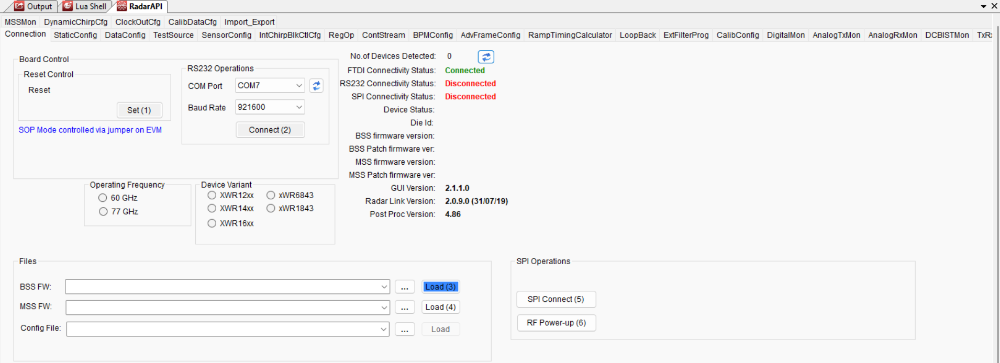 Output Lua Shell RadarAPI
MSSMon DynamicChirpCfg ClockOutCfg CalibDataCfg Import_Export
Connection StaticConfig DataConfig TestSource SensorConfig IntChirpBlkCtlCfg RegOp ContStream BPMConfig AdvFrameConfig RampTimingCalculator LoopBack ExtFilterProg CalibConfig DigitalMon AnalogTxMon AnalogRxMon DCBISTMon TxRx
Board Control
Reset Control
Reset
Set (1)
SOP Mode controlled via jumper on EVM
RS232 Operations
COM Port COM7
Baud Rate 921600
Connect (2)
No.of Devices Detected: 0
FTDI Connectivity Status: Connected
RS232 Connectivity Status: Disconnected
SPI Connectivity Status: Disconnected
Device Status:
Die Id:
BSS firmware version:
BSS Patch firmware ver:
MSS firmware version:
MSS Patch firmware ver:
GUI Version: 2.1.1.0
Radar Link Version: 2.0.9.0 (31/07/19)
Post Proc Version: 4.86
Operating Frequency
60 GHz
77 GHz
Device Variant
XWR12xx xWR6843
XWR14xx xWR1843
XWR16xx
Files
BSS FW: ... Load (3)
MSS FW: ... Load (4)
Config File: ... Load
SPI Operations
SPI Connect (5)
RF Power-up (6)